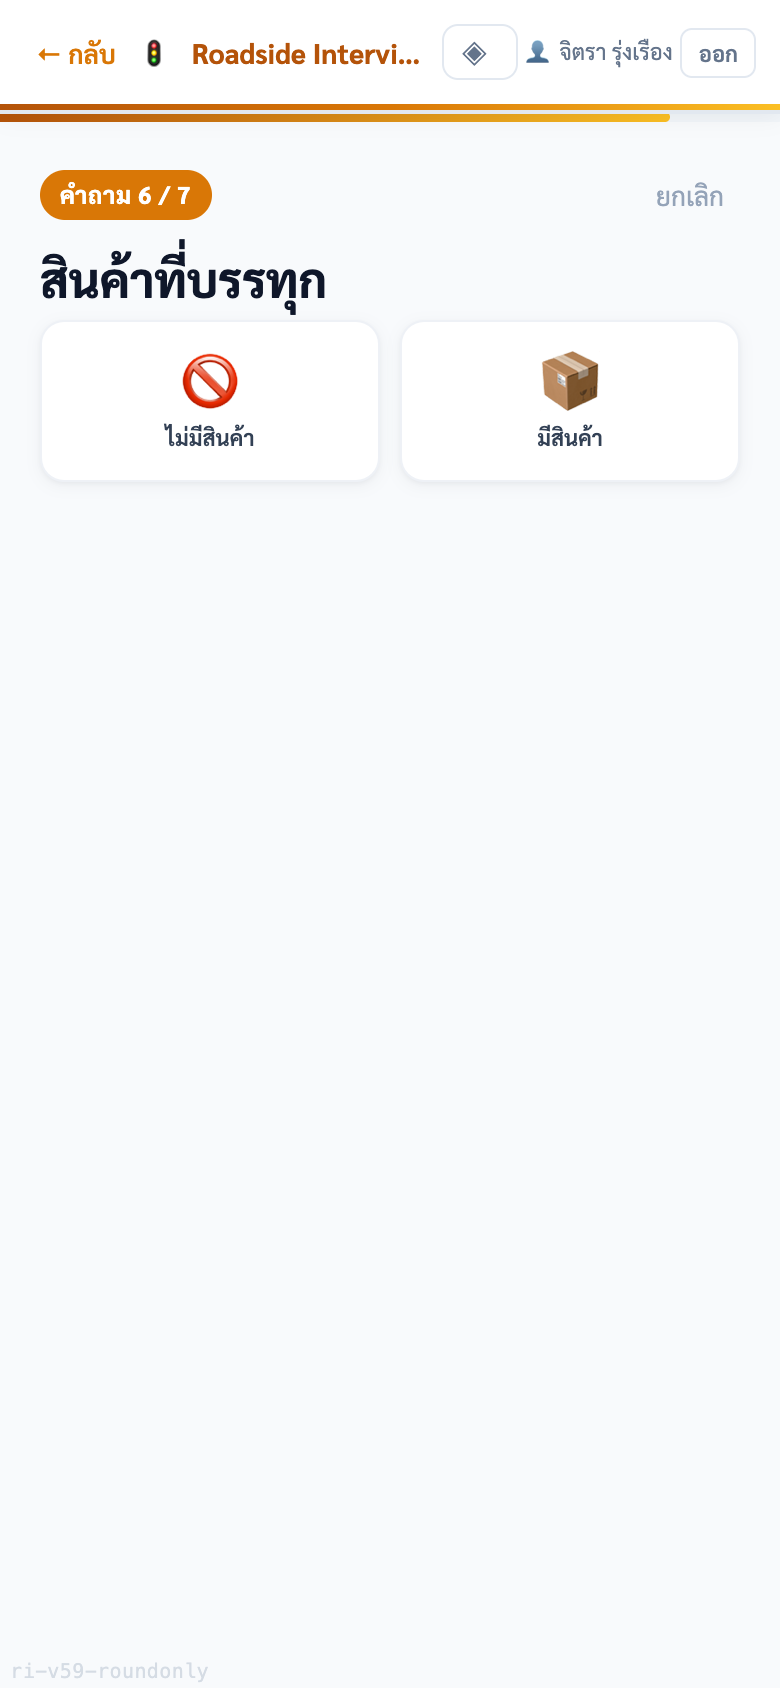 ← กลับ Roadside Intervi... ◈ จิตรา รุ่งเรือง ออก
คำถาม 6 / 7 ยกเลิก
สินค้าที่บรรทุก
ไม่มีสินค้า มีสินค้า
ri-v59-roundonly